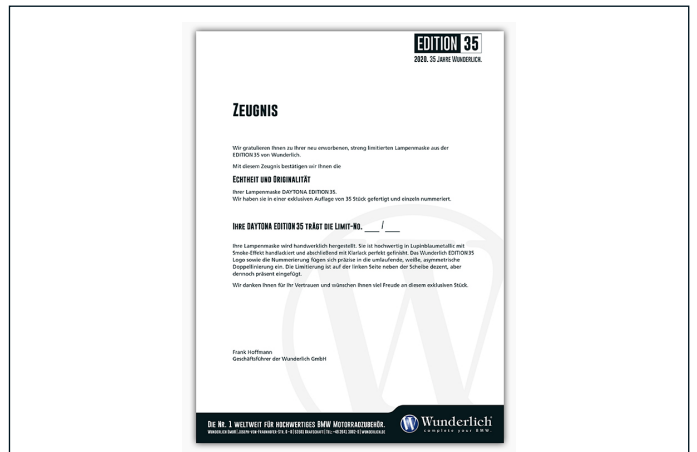 EDITION 35
2020. 35 JAHRE WUNDERLICH.
ZEUGNIS
Wir gratulieren Ihnen zu Ihrer neu erworbenen, streng limitierten Lampenmaske aus der
EDITION 35 von Wunderlich.
Mit diesem Zeugnis bestätigen wir Ihnen die
ECHTHEIT UND ORIGINALITÄT
Ihrer Lampenmaske DAYTONA EDITION 35.
Wir haben sie in einer exklusiven Auflage von 35 Stück gefertigt und einzeln nummeriert.
IHRE DAYTONA EDITION 35 TRÄGT DIE LIMIT-NO. ___ / ___
Ihre Lampenmaske wird handwerklich hergestellt. Sie ist hochwertig in Lupinblaumetallic mit
Smoke-Effekt handlackiert und abschließend mit Klarlack perfekt gefinisht. Das Wunderlich EDITION 35
Logo sowie die Nummerierung fügen sich präzise in die umlaufende, weiße, asymmetrische
Doppellinierung ein. Die Limitierung ist auf der linken Seite neben der Scheibe dezent, aber
dennoch präsent eingefügt.
Wir danken Ihnen für Ihr Vertrauen und wünschen Ihnen viel Freude an diesem exklusiven Stück.
Frank Hoffmann
Geschäftsführer der Wunderlich GmbH
DIE NR. 1 WELTWEIT FÜR HOCHWERTIGES BMW MOTORRADZUBEHÖR.
Wunderlich
complete your BMW.